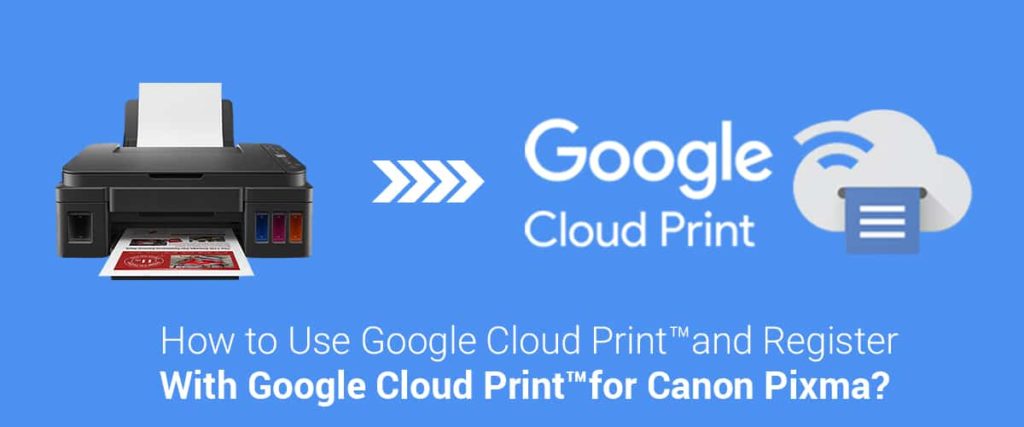 Google
Cloud Print
How to Use Google Cloud Print™and Register
With Google Cloud Print™for Canon Pixma?